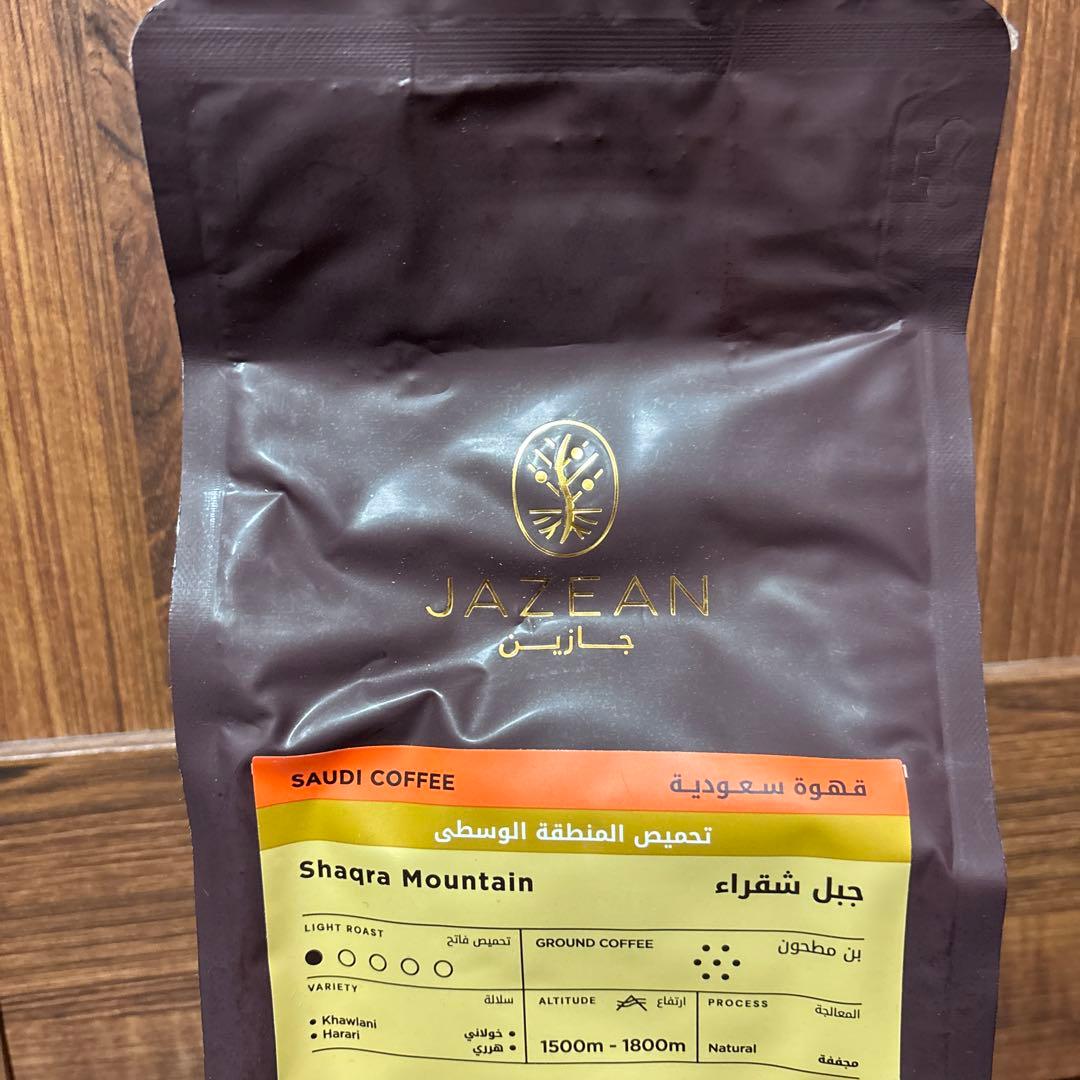 JAZEAN
جازين
SAUDI COFFEE قهوة سعودية
تحميص المنطقة الوسطى
Shaqra Mountain جبل شقراء
LIGHT ROAST تحميص فاتح
GROUND COFFEE بن مطحون
VARIETY سلالة
• Khawlani • خولاني
• Harari • هرري
ALTITUDE ارتفاع
1500m - 1800m
PROCESS المعالجة
Natural مجففة